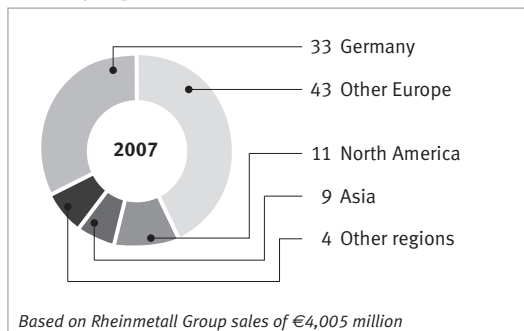 33 Germany
43 Other Europe
2007
11 North America
9 Asia
4 Other regions
Based on Rheinmetall Group sales of €4,005 million